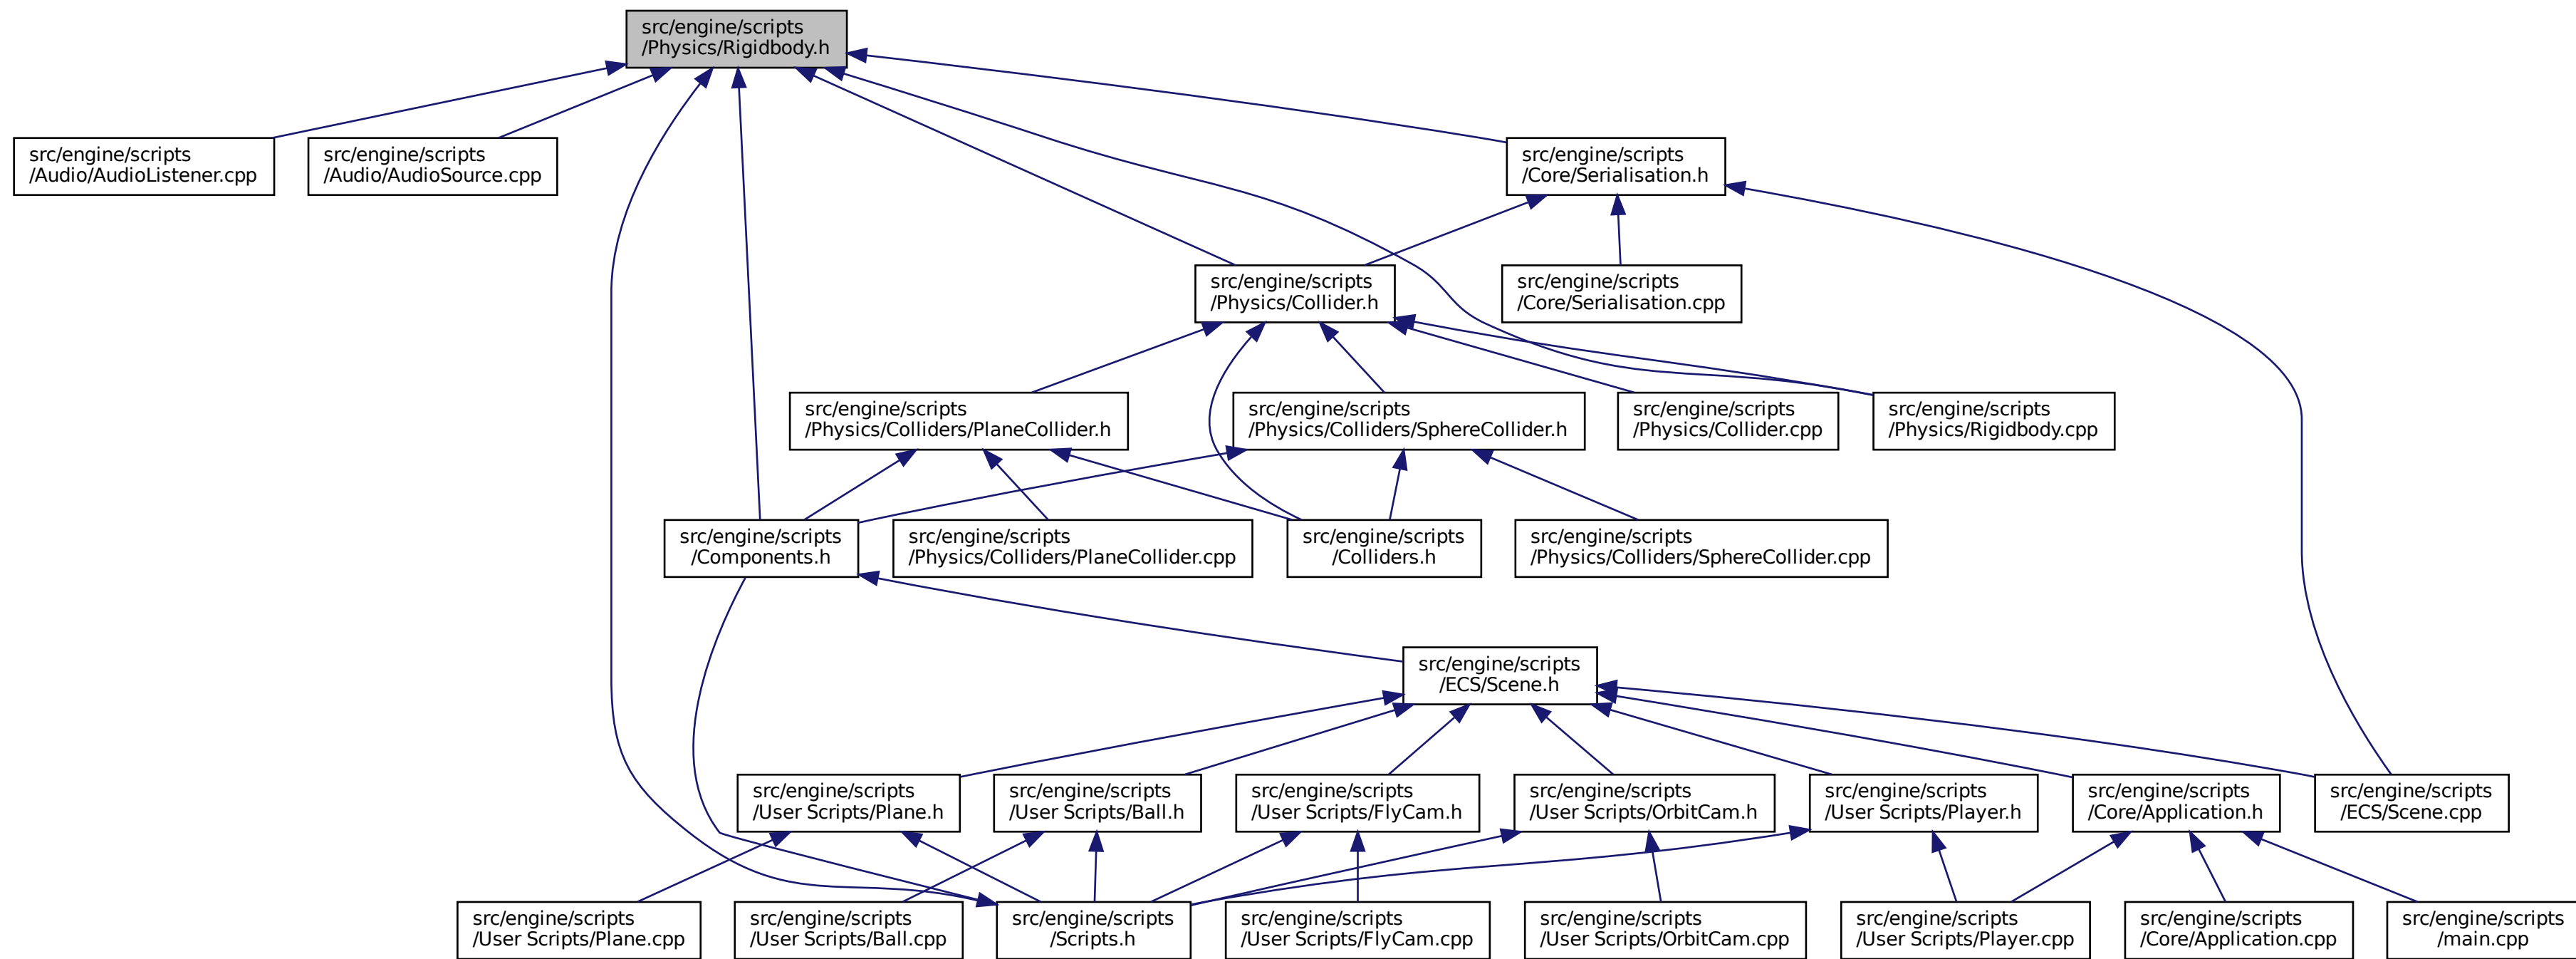 src/engine/scripts
/Physics/Rigidbody.h
src/engine/scripts
/Audio/AudioListener.cpp
src/engine/scripts
/Audio/AudioSource.cpp
src/engine/scripts
/Core/Serialisation.h
src/engine/scripts
/Physics/Collider.h
src/engine/scripts
/Core/Serialisation.cpp
src/engine/scripts
/Physics/Colliders/PlaneCollider.h
src/engine/scripts
/Physics/Colliders/SphereCollider.h
src/engine/scripts
/Physics/Collider.cpp
src/engine/scripts
/Physics/Rigidbody.cpp
src/engine/scripts
/Components.h
src/engine/scripts
/Physics/Colliders/PlaneCollider.cpp
src/engine/scripts
/Colliders.h
src/engine/scripts
/Physics/Colliders/SphereCollider.cpp
src/engine/scripts
/ECS/Scene.h
src/engine/scripts
/User Scripts/Plane.h
src/engine/scripts
/User Scripts/Ball.h
src/engine/scripts
/User Scripts/FlyCam.h
src/engine/scripts
/User Scripts/OrbitCam.h
src/engine/scripts
/User Scripts/Player.h
src/engine/scripts
/Core/Application.h
src/engine/scripts
/ECS/Scene.cpp
src/engine/scripts
/User Scripts/Plane.cpp
src/engine/scripts
/User Scripts/Ball.cpp
src/engine/scripts
/Scripts.h
src/engine/scripts
/User Scripts/FlyCam.cpp
src/engine/scripts
/User Scripts/OrbitCam.cpp
src/engine/scripts
/User Scripts/Player.cpp
src/engine/scripts
/Core/Application.cpp
src/engine/scripts
/main.cpp